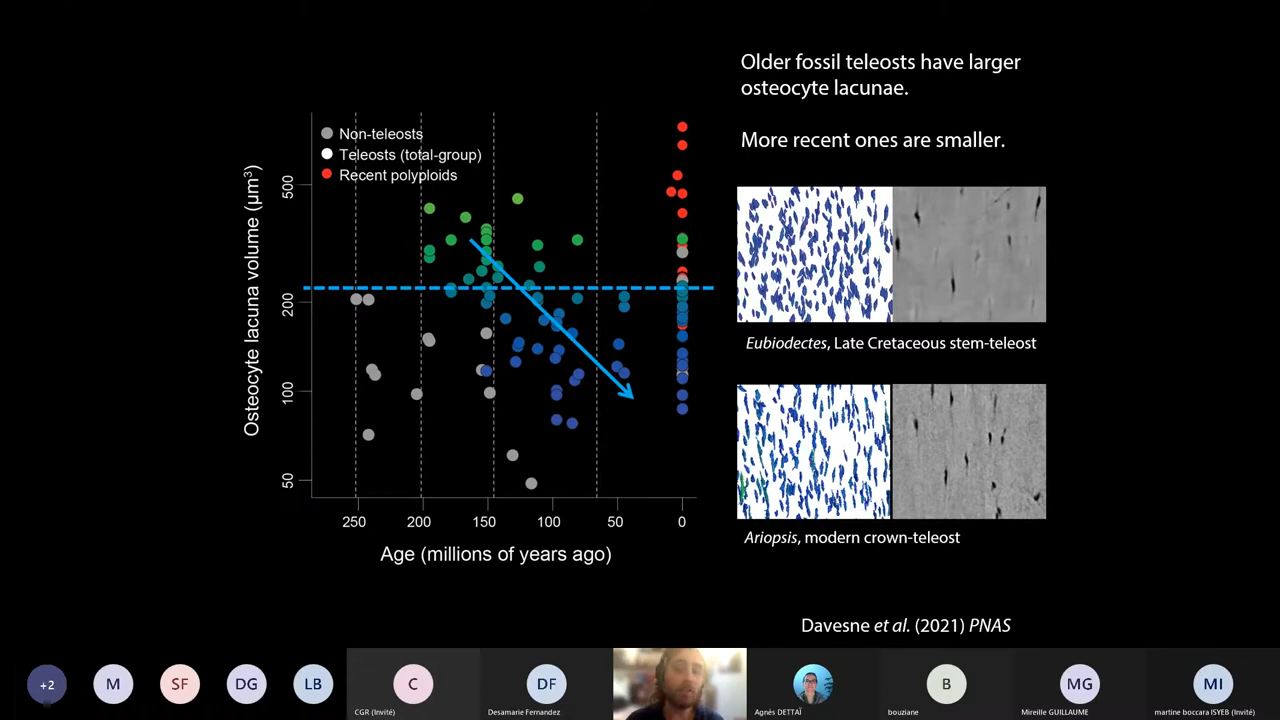 Older fossil teleosts have larger
osteocyte lacunae.
More recent ones are smaller.
Non-teleosts
Teleosts (total-group)
Recent polyploids
Osteocyte lacuna volume (μm³)
500
200
100
50
250
200
150
100
50
0
Age (millions of years ago)
Eubiodectes, Late Cretaceous stem-teleost
Ariopsis, modern crown-teleost
Davesne et al. (2021) PNAS
+2
M
SF
DG
LB
C
CGR (Invité)
DF
Desamarie Fernandez
Agnès DETTAÏ
B
bouziane
MG
Mireille GUILLAUME
MI
martine boccara ISYEB (Invité)